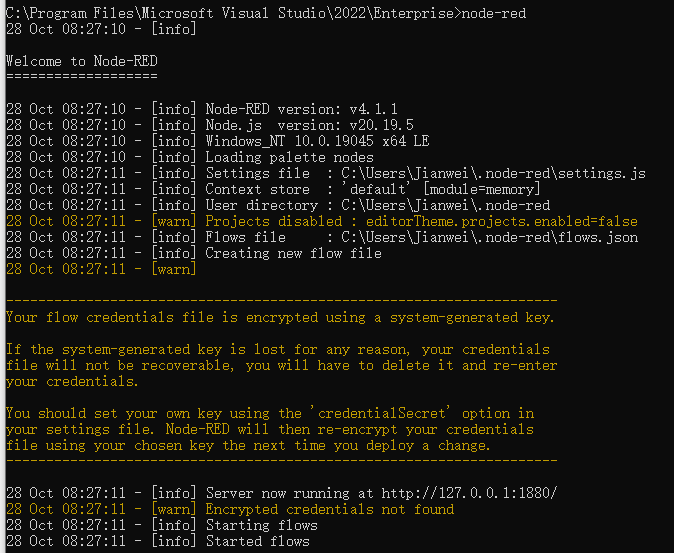 C:\Program Files\Microsoft Visual Studio\2022\Enterprise>node-red
28 Oct 08:27:10 - [info]
Welcome to Node-RED
===================
28 Oct 08:27:10 - [info] Node-RED version: v4.1.1
28 Oct 08:27:10 - [info] Node.js  version: v20.19.5
28 Oct 08:27:10 - [info] Windows_NT 10.0.19045 x64 LE
28 Oct 08:27:10 - [info] Loading palette nodes
28 Oct 08:27:11 - [info] Settings file  : C:\Users\Jianwei\.node-red\settings.js
28 Oct 08:27:11 - [info] Context store  : 'default' [module=memory]
28 Oct 08:27:11 - [info] User directory : C:\Users\Jianwei\.node-red
28 Oct 08:27:11 - [warn] Projects disabled : editorTheme.projects.enabled=false
28 Oct 08:27:11 - [info] Flows file     : C:\Users\Jianwei\.node-red\flows.json
28 Oct 08:27:11 - [info] Creating new flow file
28 Oct 08:27:11 - [warn]
---------------------------------------------------------------------
Your flow credentials file is encrypted using a system-generated key.
If the system-generated key is lost for any reason, your credentials
file will not be recoverable, you will have to delete it and re-enter
your credentials.
You should set your own key using the 'credentialSecret' option in
your settings file. Node-RED will then re-encrypt your credentials
file using your chosen key the next time you deploy a change.
---------------------------------------------------------------------
28 Oct 08:27:11 - [info] Server now running at http://127.0.0.1:1880/
28 Oct 08:27:11 - [warn] Encrypted credentials not found
28 Oct 08:27:11 - [info] Starting flows
28 Oct 08:27:11 - [info] Started flows